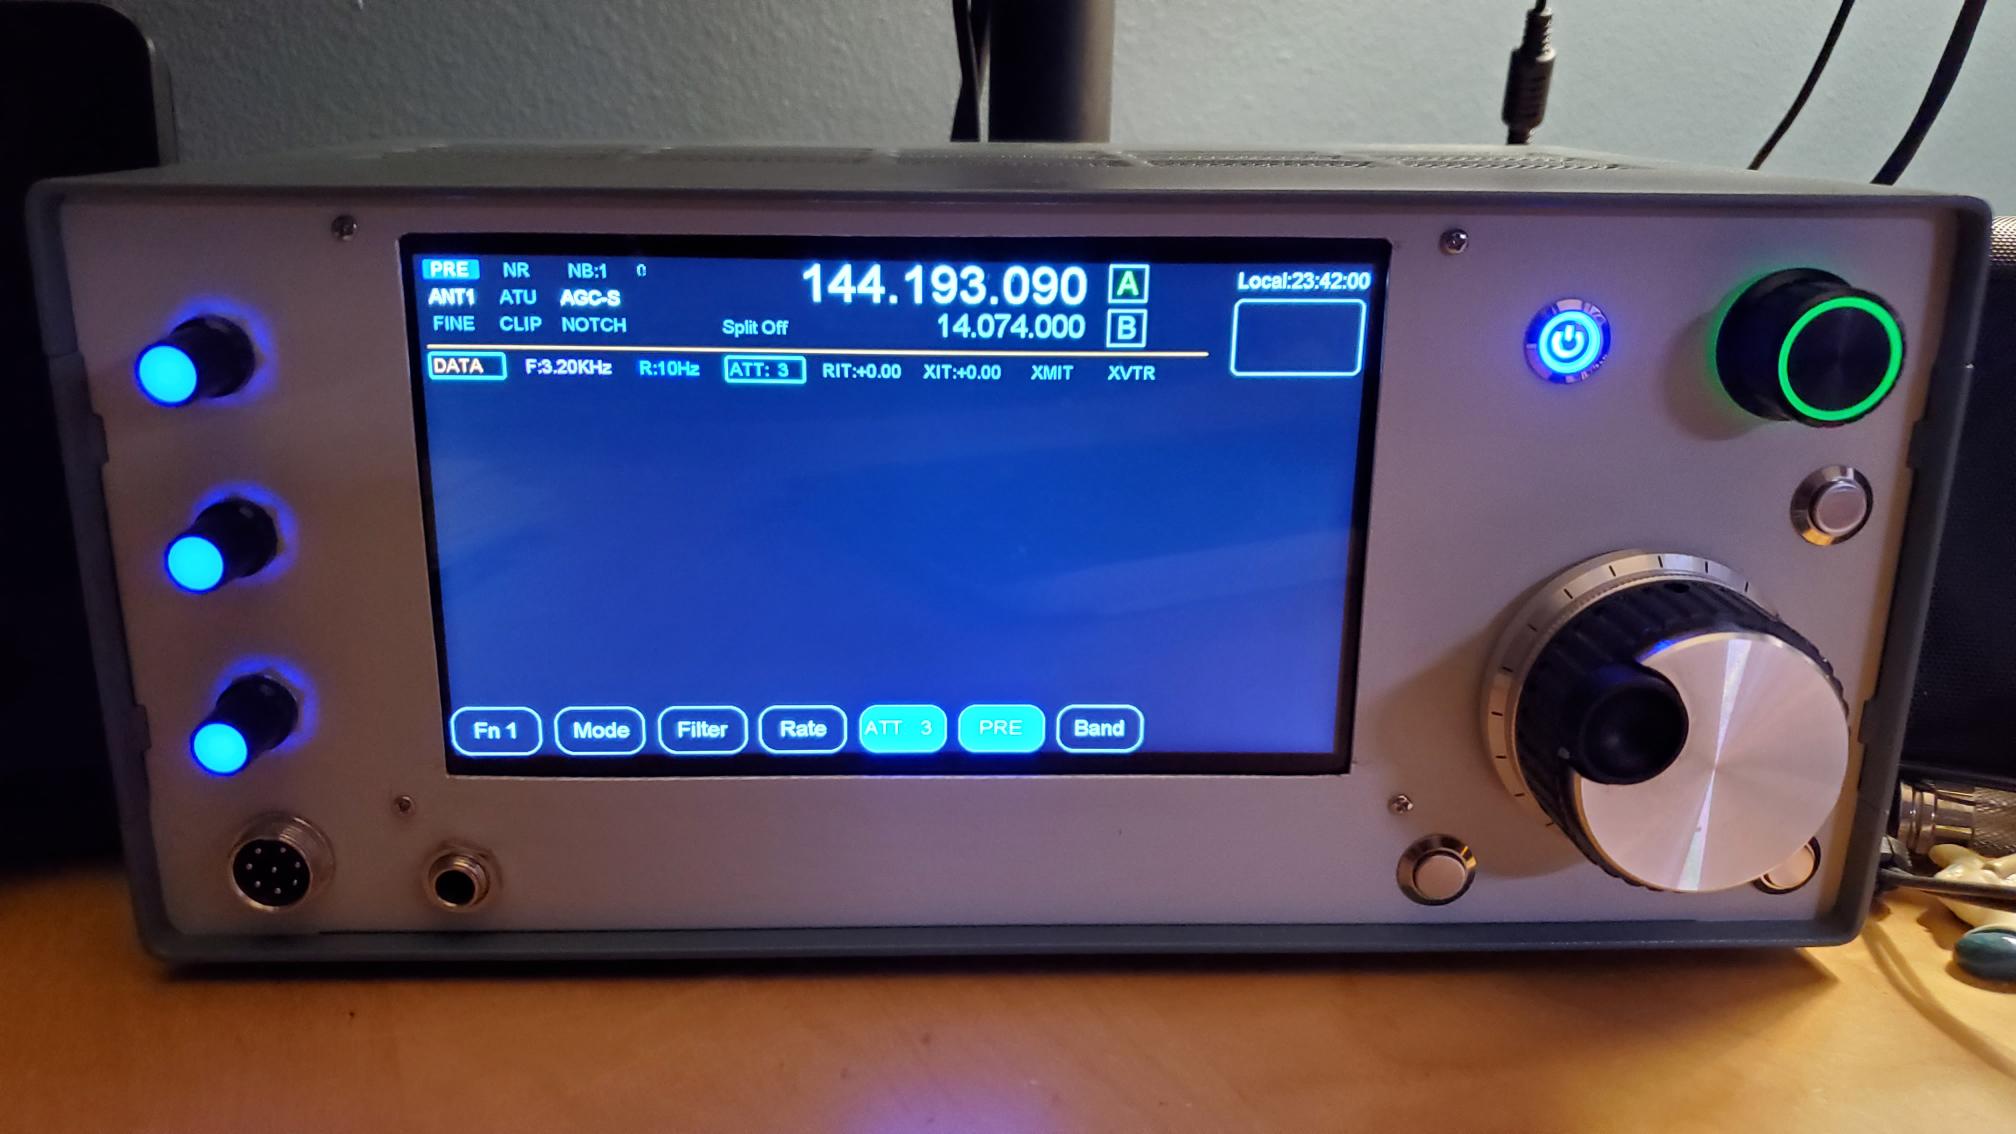 PRE NR NB:1 0 144.193.090 A Local:23:42:00
ANT1 ATU AGC-S
FINE CLIP NOTCH Split Off 14.074.000 B
DATA F:3.20KHz R:10Hz ATT: 3 RIT:+0.00 XIT:+0.00 XMIT XVTR
Fn 1 Mode Filter Rate ATT 3 PRE Band